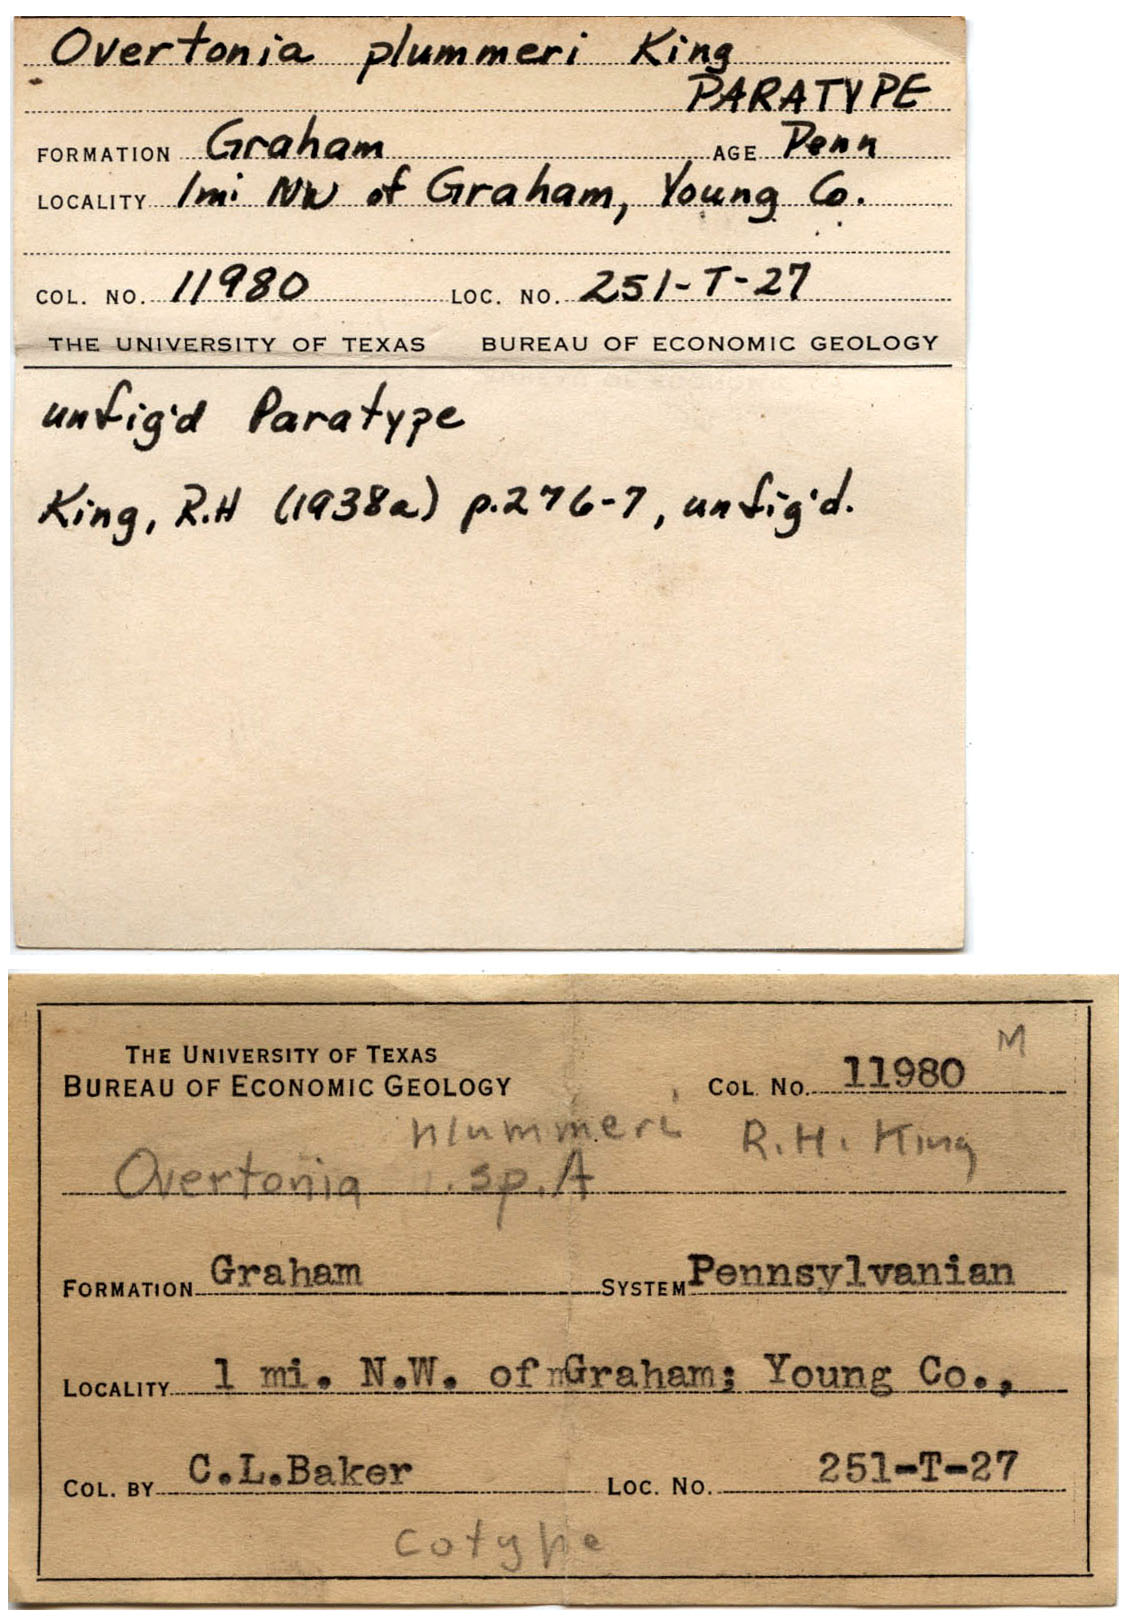 Overtonia plummeri King
PARATYPE
FORMATION Graham AGE Penn
LOCALITY 1mi NW of Graham, Young Co.
COL. NO. 11980 LOC. NO. 251-T-27
THE UNIVERSITY OF TEXAS BUREAU OF ECONOMIC GEOLOGY
unfig'd Paratype
King, R.H (1938a) p.276-7, unfig'd.
THE UNIVERSITY OF TEXAS
BUREAU OF ECONOMIC GEOLOGY COL. NO. 11980 M
plummeri R.H. King
Overtonia n.sp.A
FORMATION Graham SYSTEM Pennsylvanian
LOCALITY 1 mi. N.W. of Graham; Young Co.,
COL. BY C.L.Baker LOC. NO. 251-T-27
cotype